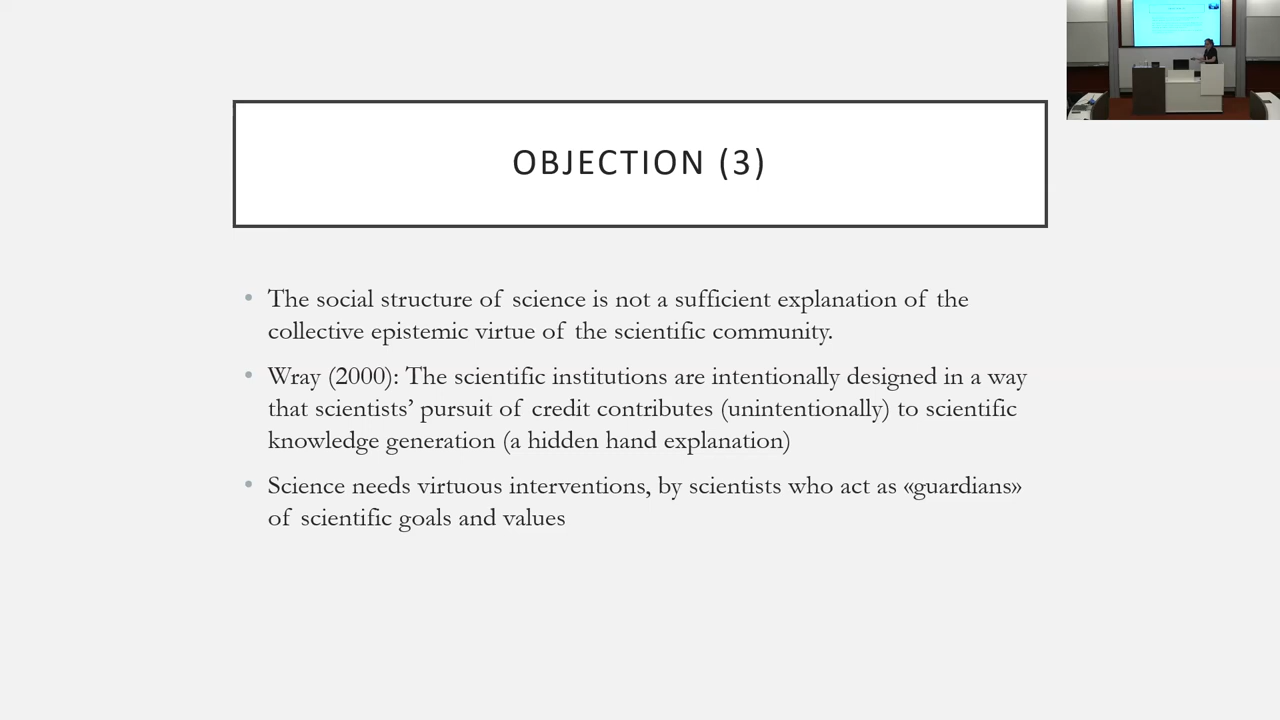 OBJECTION (3)
• The social structure of science is not a sufficient explanation of the
collective epistemic virtue of the scientific community.
• Wray (2000): The scientific institutions are intentionally designed in a way
that scientists’ pursuit of credit contributes (unintentionally) to scientific
knowledge generation (a hidden hand explanation)
• Science needs virtuous interventions, by scientists who act as «guardians»
of scientific goals and values